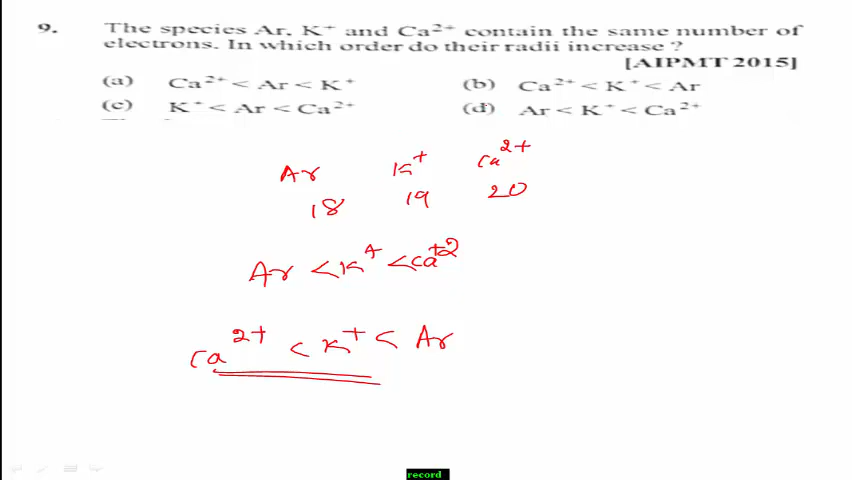 9. The species Ar, K⁺ and Ca²⁺ contain the same number of
electrons. In which order do their radii increase ?
[AIPMT 2015]
(a) Ca²⁺ < Ar < K⁺ (b) Ca²⁺ < K⁺ < Ar
(c) K⁺ < Ar < Ca²⁺ (d) Ar < K⁺ < Ca²⁺
Ar K⁺ Ca²⁺
18 19 20
Ar < K⁺ < Ca⁺²
Ca²⁺ < K⁺ < Ar
record